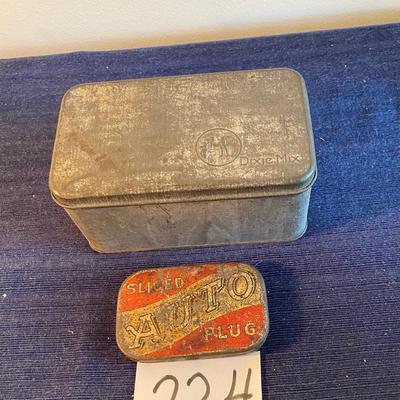 Dixie Mix
SLICED
AUTO
PLUG
224